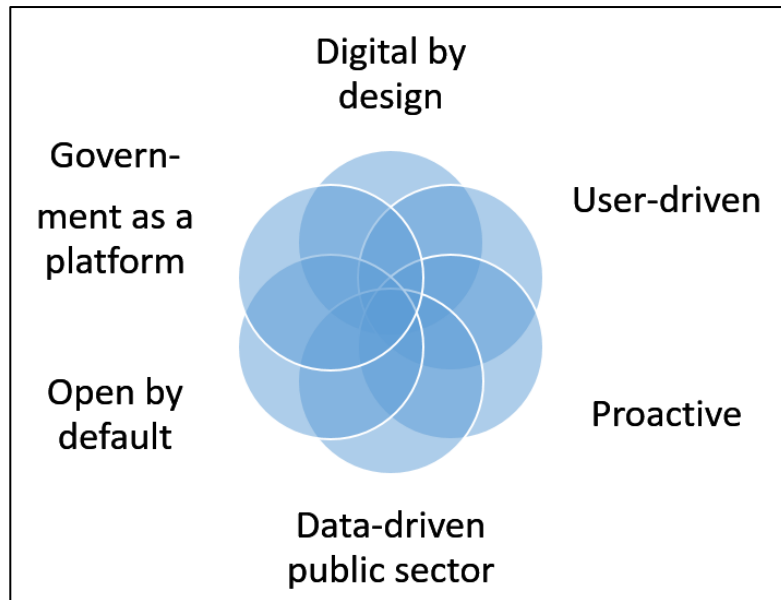 Digital by
design
Govern-
ment as a
platform
User-driven
Open by
default
Proactive
Data-driven
public sector